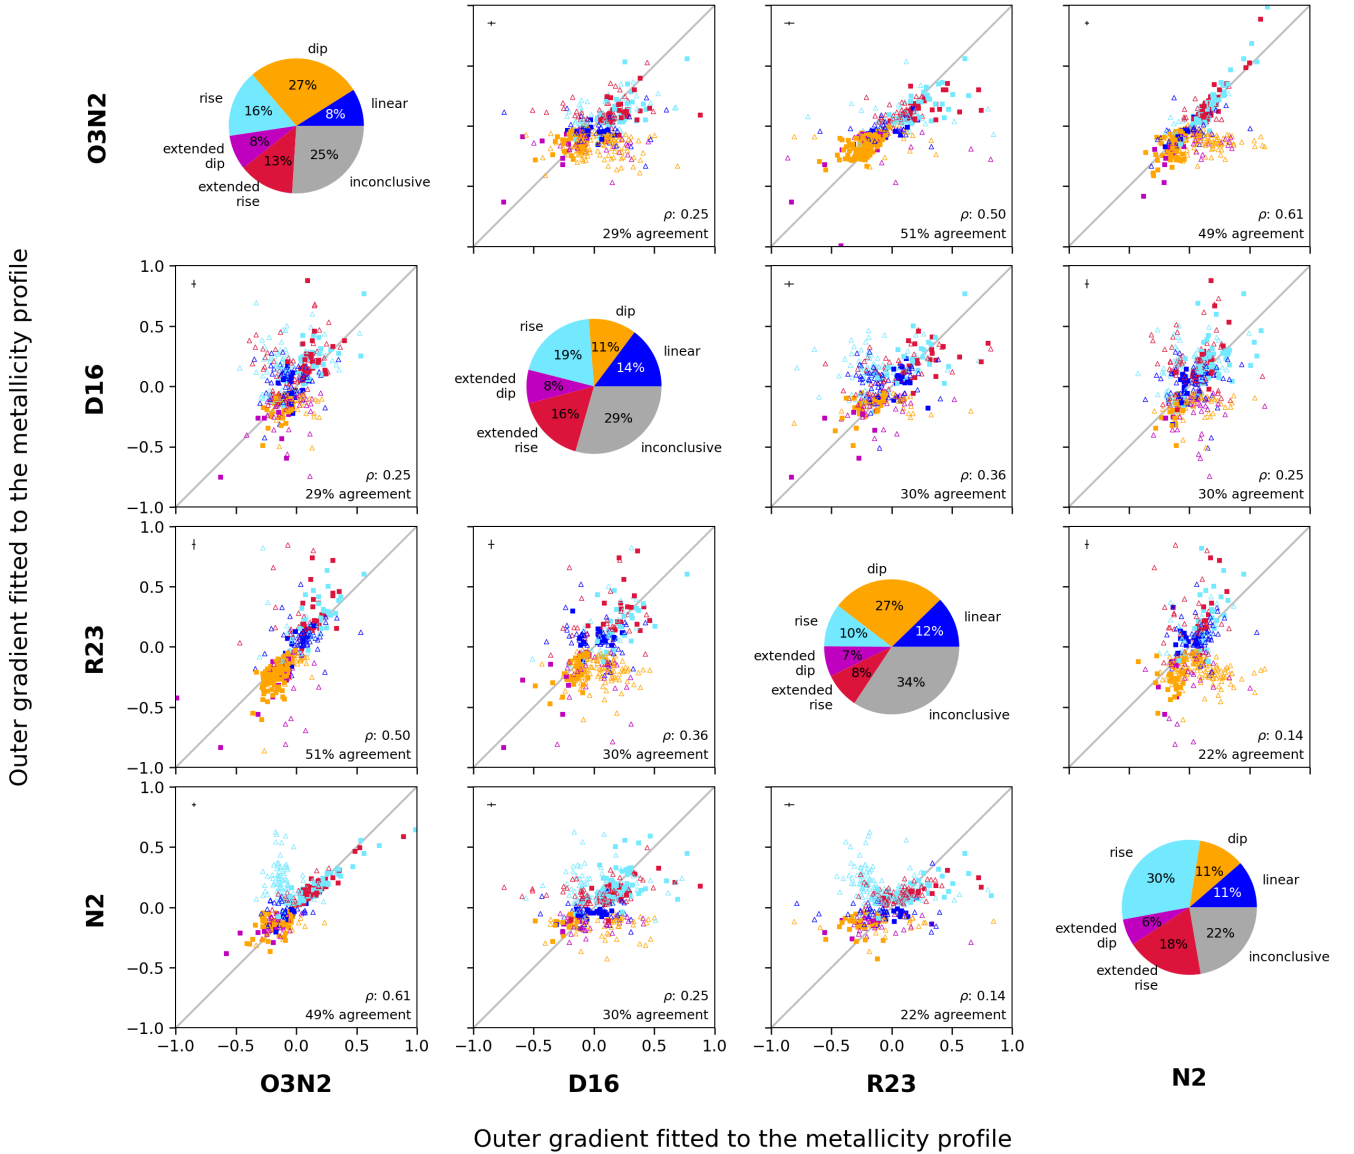 Outer gradient fitted to the metallicity profile
O3N2
dip
27%
rise
16%
linear
8%
extended
dip
8%
extended
rise
13%
25%
inconclusive
ρ: 0.25
29% agreement
ρ: 0.50
51% agreement
ρ: 0.61
49% agreement
D16
1.0
0.5
0.0
−0.5
−1.0
ρ: 0.25
29% agreement
dip
11%
rise
19%
linear
14%
extended
dip
8%
extended
rise
16%
29%
inconclusive
ρ: 0.36
30% agreement
ρ: 0.25
30% agreement
R23
1.0
0.5
0.0
−0.5
−1.0
ρ: 0.50
51% agreement
ρ: 0.36
30% agreement
dip
27%
rise
10%
linear
12%
extended
dip
7%
extended
rise
8%
34%
inconclusive
ρ: 0.14
22% agreement
N2
1.0
0.5
0.0
−0.5
−1.0
ρ: 0.61
49% agreement
ρ: 0.25
30% agreement
ρ: 0.14
22% agreement
dip
11%
rise
30%
linear
11%
extended
dip
6%
extended
rise
18%
22%
inconclusive
−1.0 −0.5 0.0 0.5 1.0
−1.0 −0.5 0.0 0.5 1.0
−1.0 −0.5 0.0 0.5 1.0
O3N2
D16
R23
N2
Outer gradient fitted to the metallicity profile